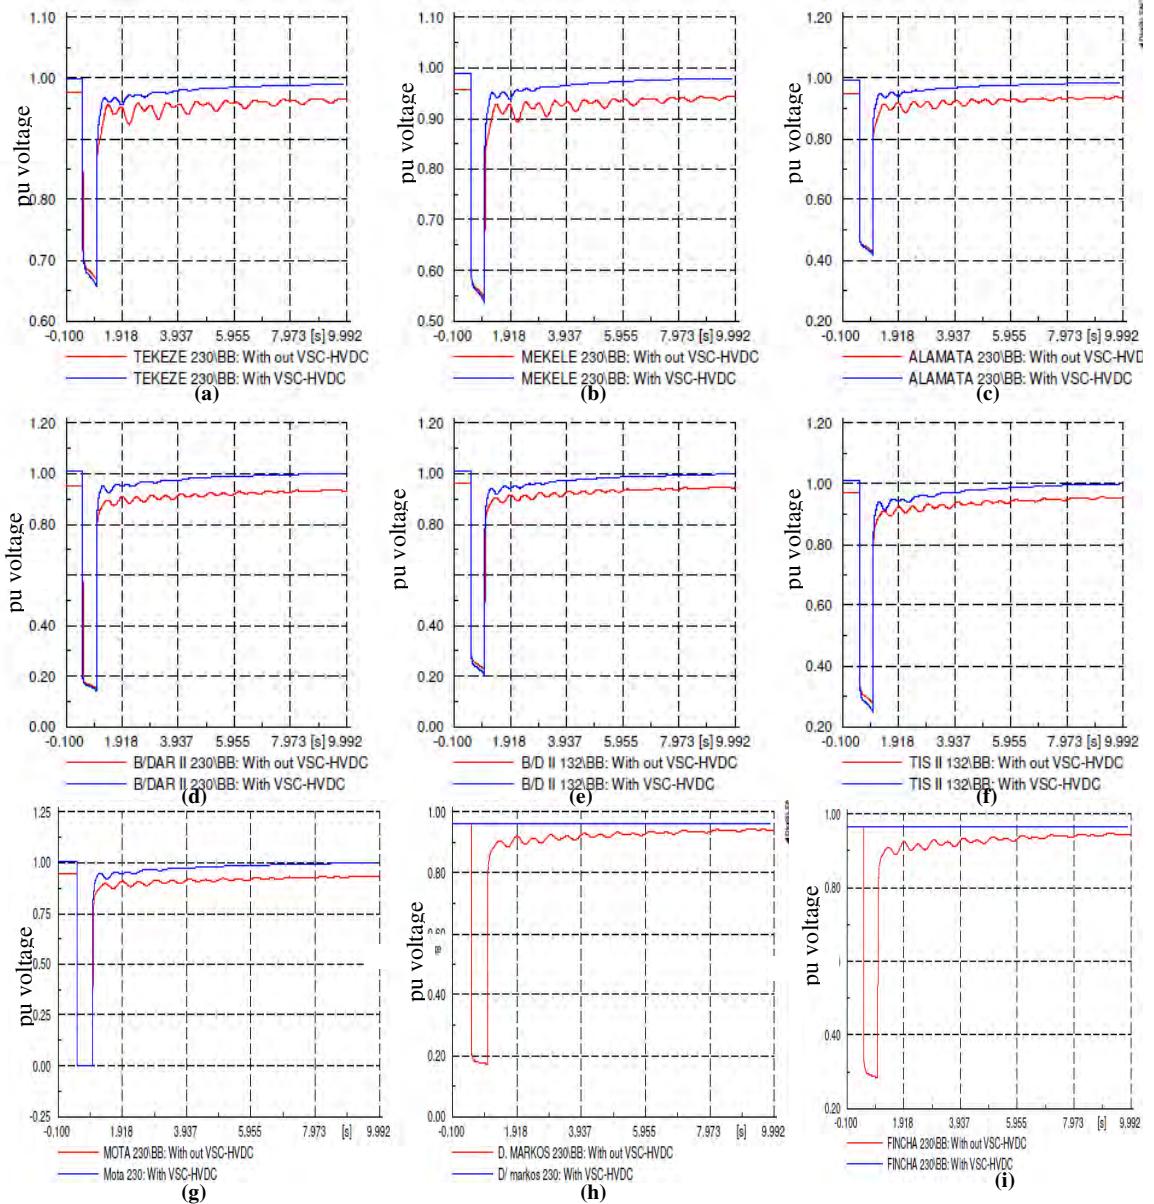 1.10
1.00
0.80
0.70
0.60
pu voltage
-0.100 1.918 3.937 5.955 7.973 [s] 9.992
TEKEZE 230\BB: With out VSC-HVDC
TEKEZE 230\BB: With VSC-HVDC
(a)
1.10
1.00
0.90
0.80
0.70
0.60
0.50
pu voltage
-0.100 1.918 3.937 5.955 7.973 [s] 9.992
MEKELE 230\BB: With out VSC-HVDC
MEKELE 230\BB: With VSC-HVDC
(b)
1.20
1.00
0.80
0.60
0.40
0.20
pu voltage
-0.100 1.918 3.937 5.955 7.973 [s] 9.992
ALAMATA 230\BB: With out VSC-HVD
ALAMATA 230\BB: With VSC-HVDC
(c)
1.20
1.00
0.80
0.40
0.20
0.00
pu voltage
-0.100 1.918 3.937 5.955 7.973 [s] 9.992
B/DAR II 230\BB: With out VSC-HVDC
B/DAR II 230\BB: With VSC-HVDC
(d)
1.20
1.00
0.80
0.40
0.20
0.00
pu voltage
-0.100 1.918 3.937 5.955 7.973 [s] 9.992
B/D II 132\BB: With out VSC-HVDC
B/D II 132\BB: With VSC-HVDC
(e)
1.20
1.00
0.80
0.60
0.40
0.20
pu voltage
-0.100 1.918 3.937 5.955 7.973 [s] 9.992
TIS II 132\BB: With out VSC-HVDC
TIS II 132\BB: With VSC-HVDC
(f)
1.25
1.00
0.75
0.50
0.25
0.00
-0.25
pu voltage
-0.100 1.918 3.937 5.955 7.973 [s] 9.992
MOTA 230\BB: With out VSC-HVDC
Mota 230: With VSC-HVDC
(g)
1.00
0.80
0.40
0.20
0.00
pu voltage
-0.100 1.918 3.937 5.955 7.973 [s] 9.992
D. MARKOS 230\BB: With out VSC-HVDC
D/ markos 230: With VSC-HVDC
(h)
1.00
0.80
0.40
0.20
pu voltage
-0.100 1.918 3.937 5.955 7.973 [s] 9.992
FINCHA 230\BB: With out VSC-HVDC
FINCHA 230\BB: With VSC-HVDC
(i)